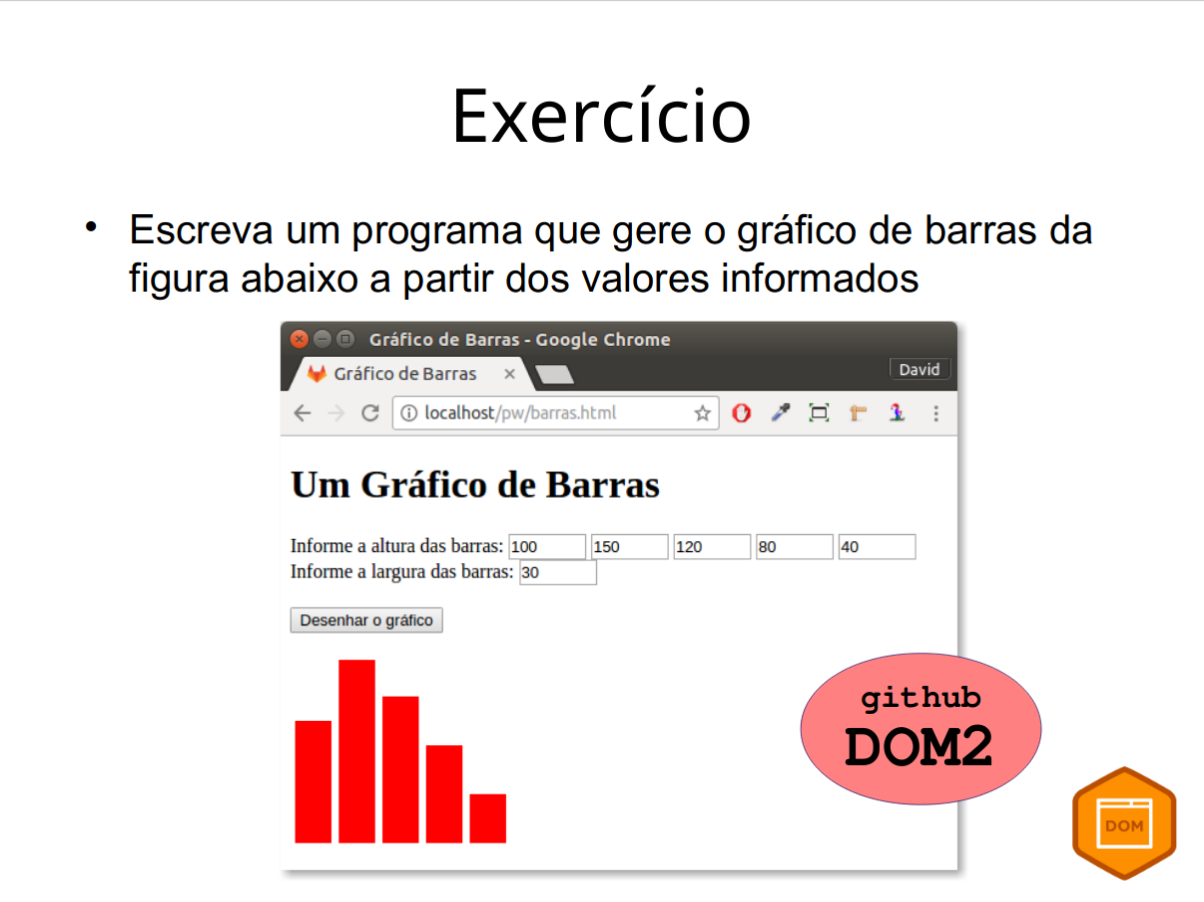 Exercício
• Escreva um programa que gere o gráfico de barras da
figura abaixo a partir dos valores informados
Gráfico de Barras - Google Chrome
Gráfico de Barras ×
David
localhost/pw/barras.html
Um Gráfico de Barras
Informe a altura das barras: 100 150 120 80 40
Informe a largura das barras: 30
Desenhar o gráfico
github
DOM2
DOM